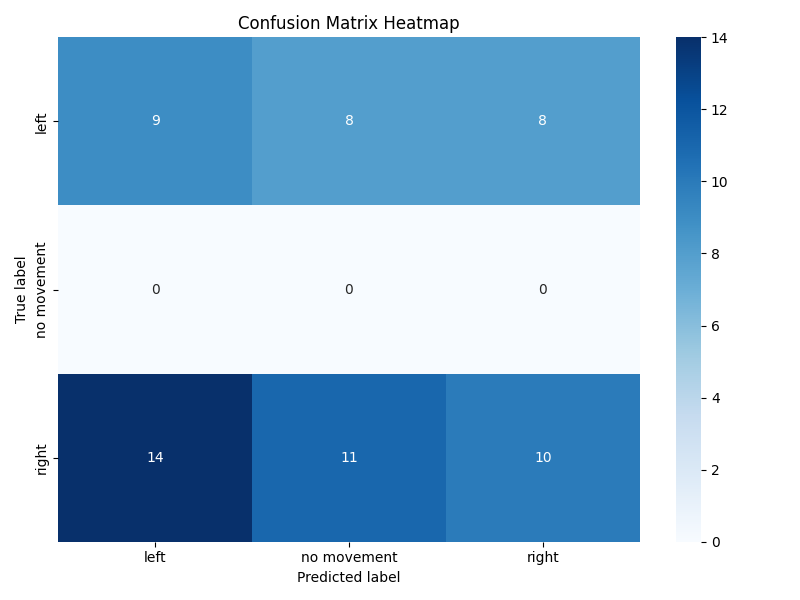 Confusion Matrix Heatmap
True label
left
9 8 8
no movement
0 0 0
right
14 11 10
left no movement right
Predicted label
14
12
10
8
6
4
2
0